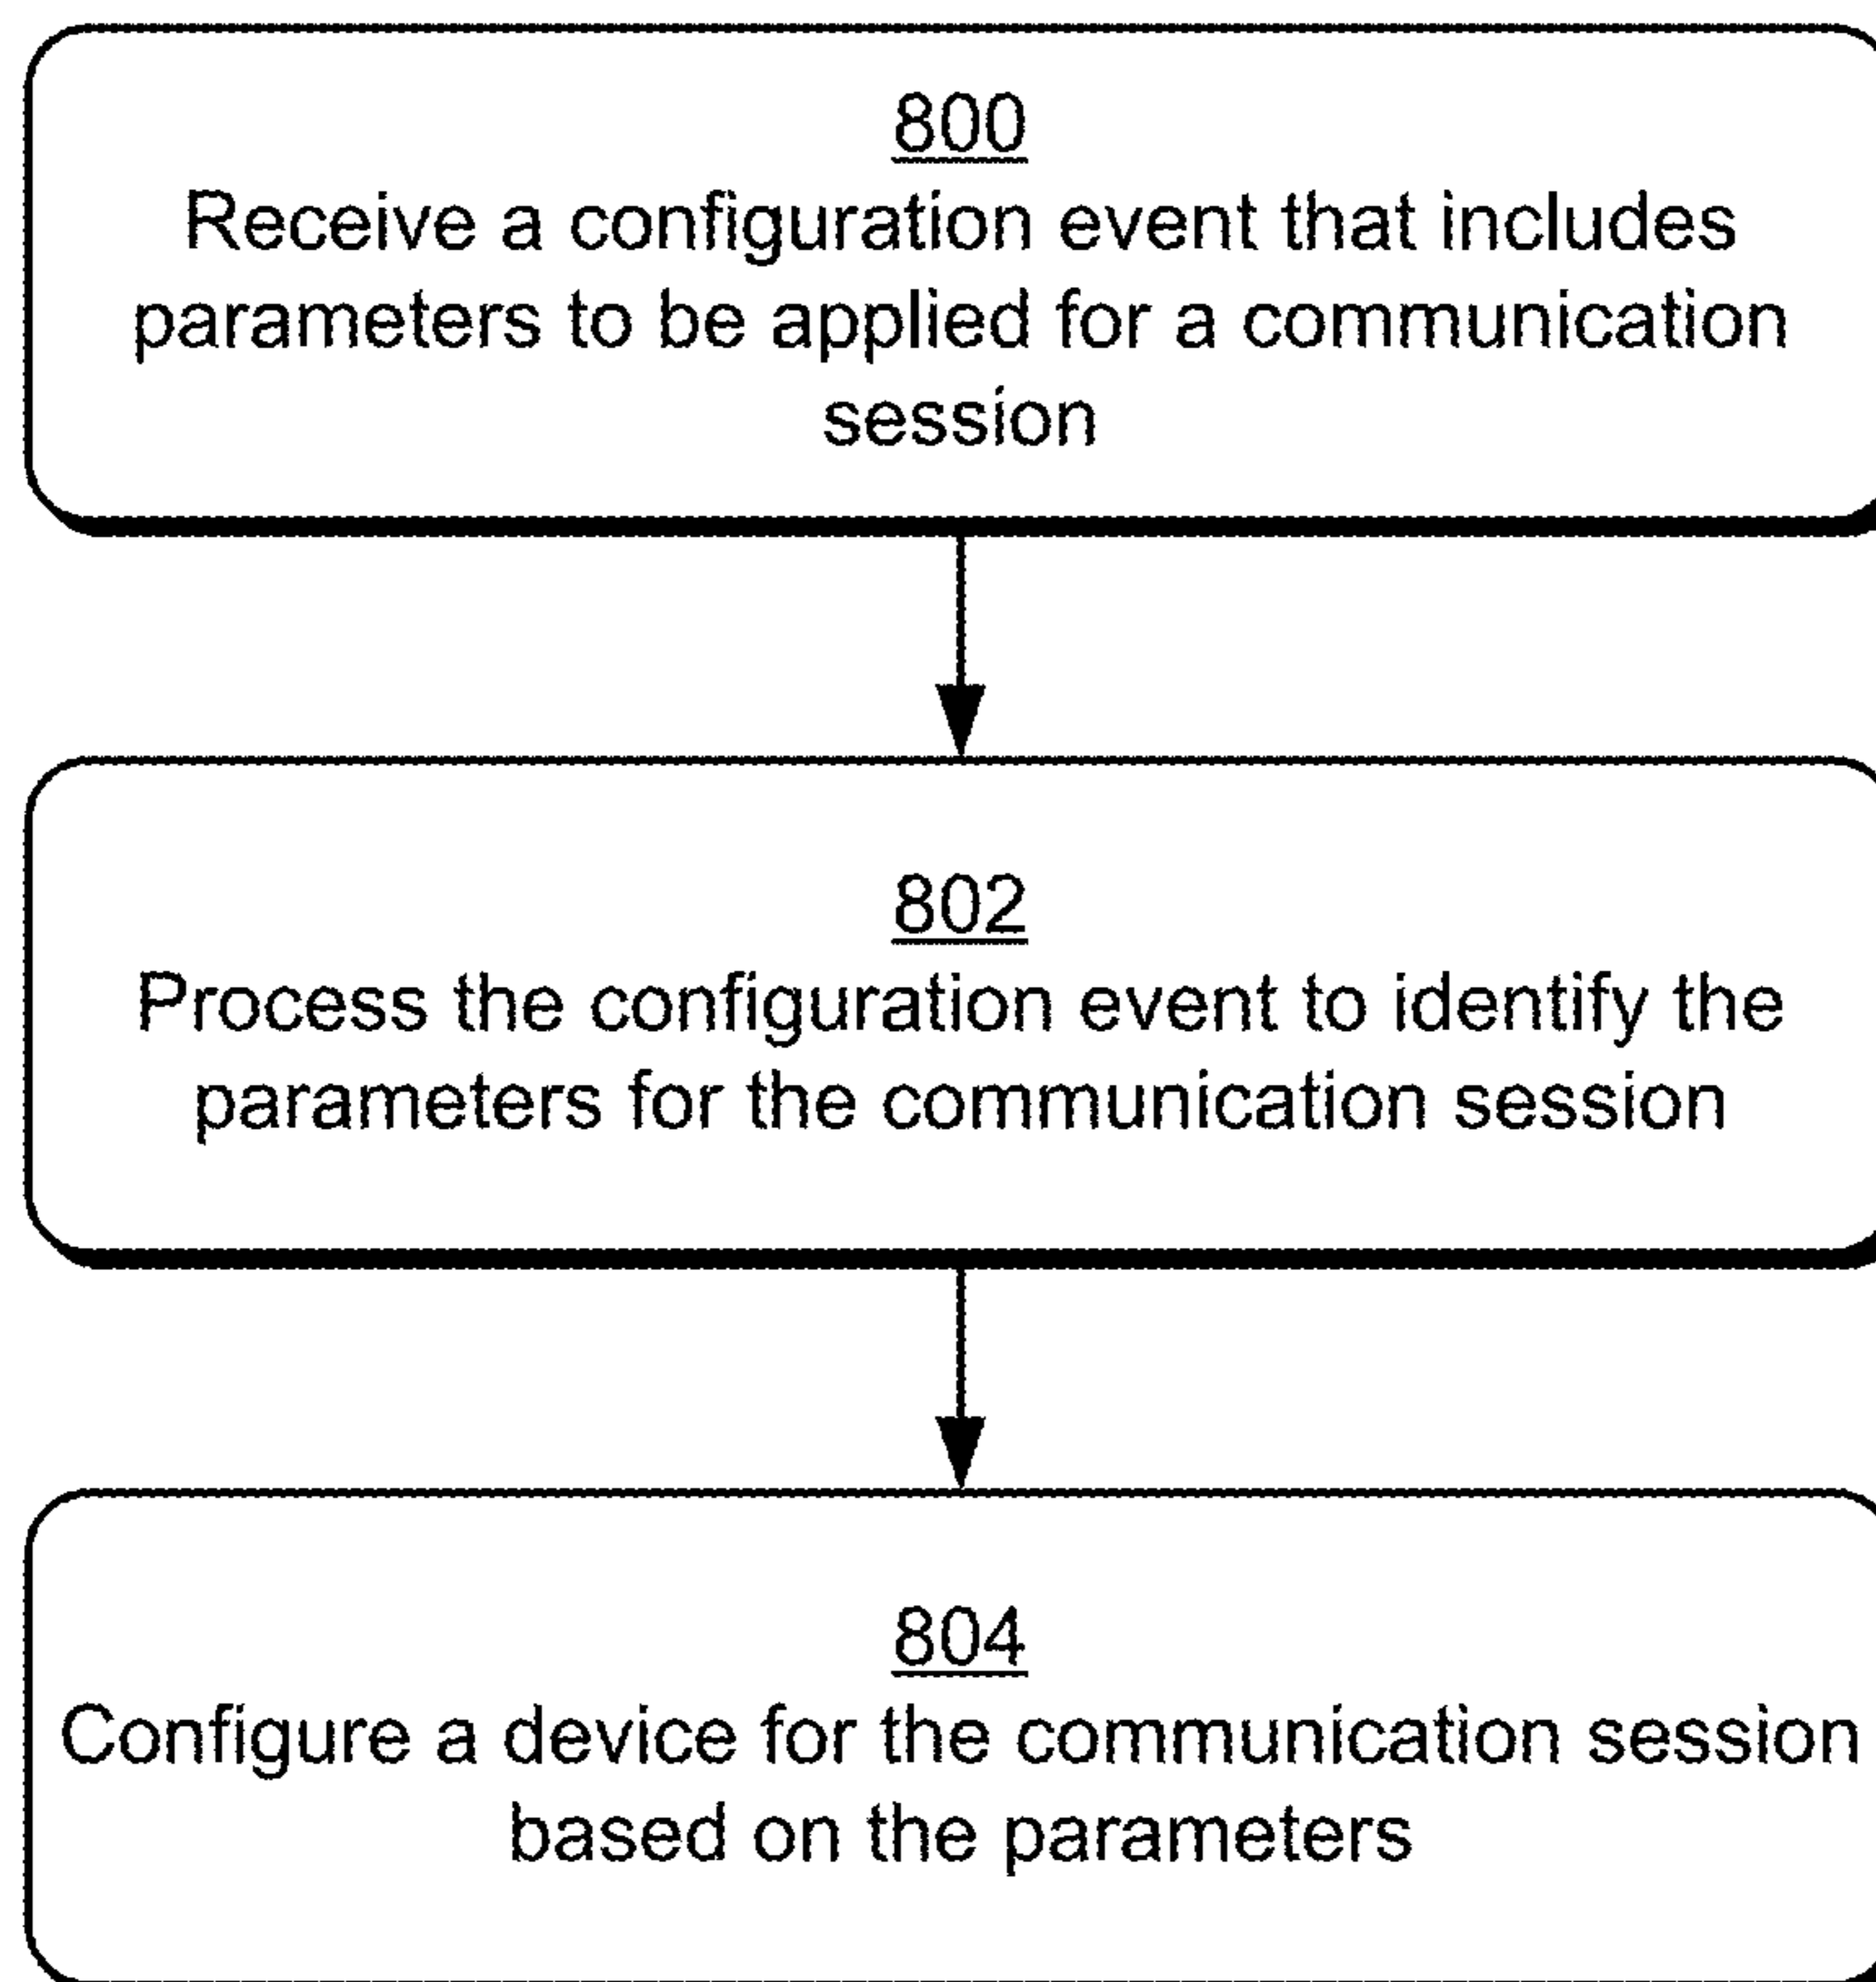 800
Receive a configuration event that includes
parameters to be applied for a communication
session
802
Process the configuration event to identify the
parameters for the communication session
804
Configure a device for the communication session
based on the parameters